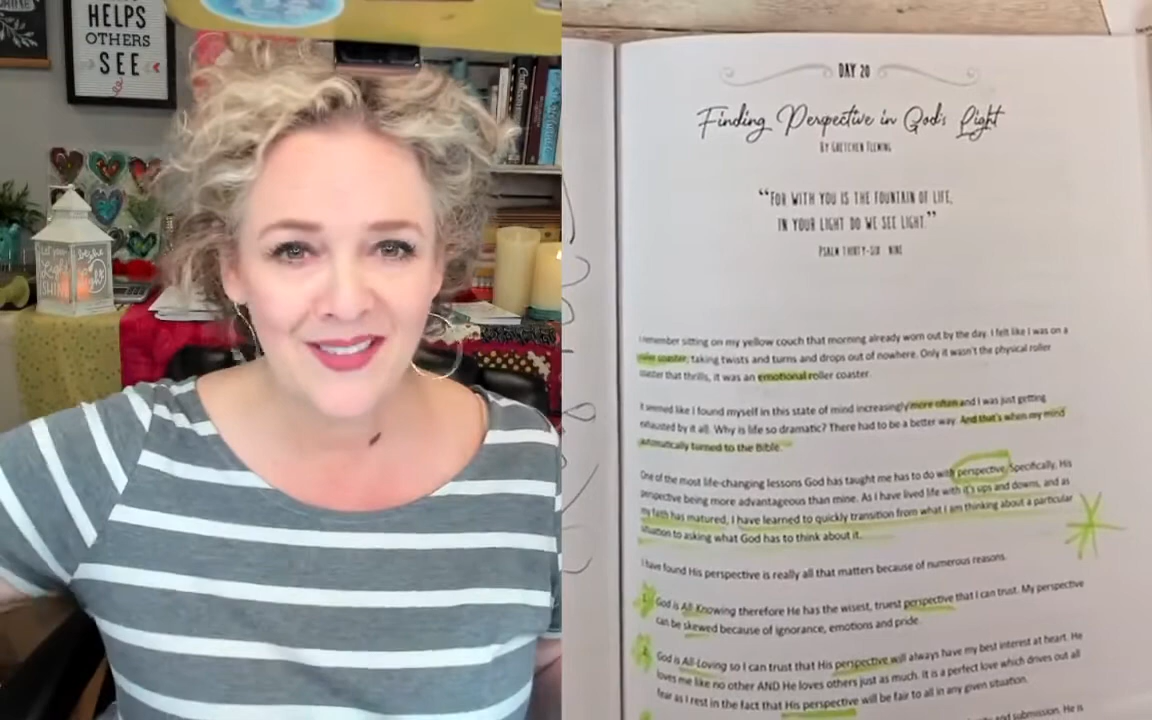 HELPS
OTHERS
SEE
DAY 20
Finding Perspective in God's Light
BY GRETCHEN FLEMING
“FOR WITH YOU IS THE FOUNTAIN OF LIFE,
IN YOUR LIGHT DO WE SEE LIGHT.”
PSALM THIRTY-SIX NINE
I remember sitting on my yellow couch that morning already worn out by the day. I felt like I was on a
roller coaster, taking twists and turns and drops out of nowhere. Only it wasn't the physical roller
coaster that thrills, it was an emotional roller coaster.
It seemed like I found myself in this state of mind increasingly more often and I was just getting
exhausted by it all. Why is life so dramatic? There had to be a better way. And that's when my mind
automatically turned to the Bible.
One of the most life-changing lessons God has taught me has to do with perspective. Specifically, His
perspective being more advantageous than mine. As I have lived life with it's ups and downs, and as
my faith has matured, I have learned to quickly transition from what I am thinking about a particular
situation to asking what God has to think about it.
I have found His perspective is really all that matters because of numerous reasons.
1. God is All-Knowing therefore He has the wisest, truest perspective that I can trust. My perspective
can be skewed because of ignorance, emotions and pride.
2. God is All-Loving so I can trust that His perspective will always have my best interest at heart. He
loves me like no other AND He loves others just as much. It is a perfect love which drives out all
fear as I rest in the fact that His perspective will be fair to all in any given situation.
and submission. He is